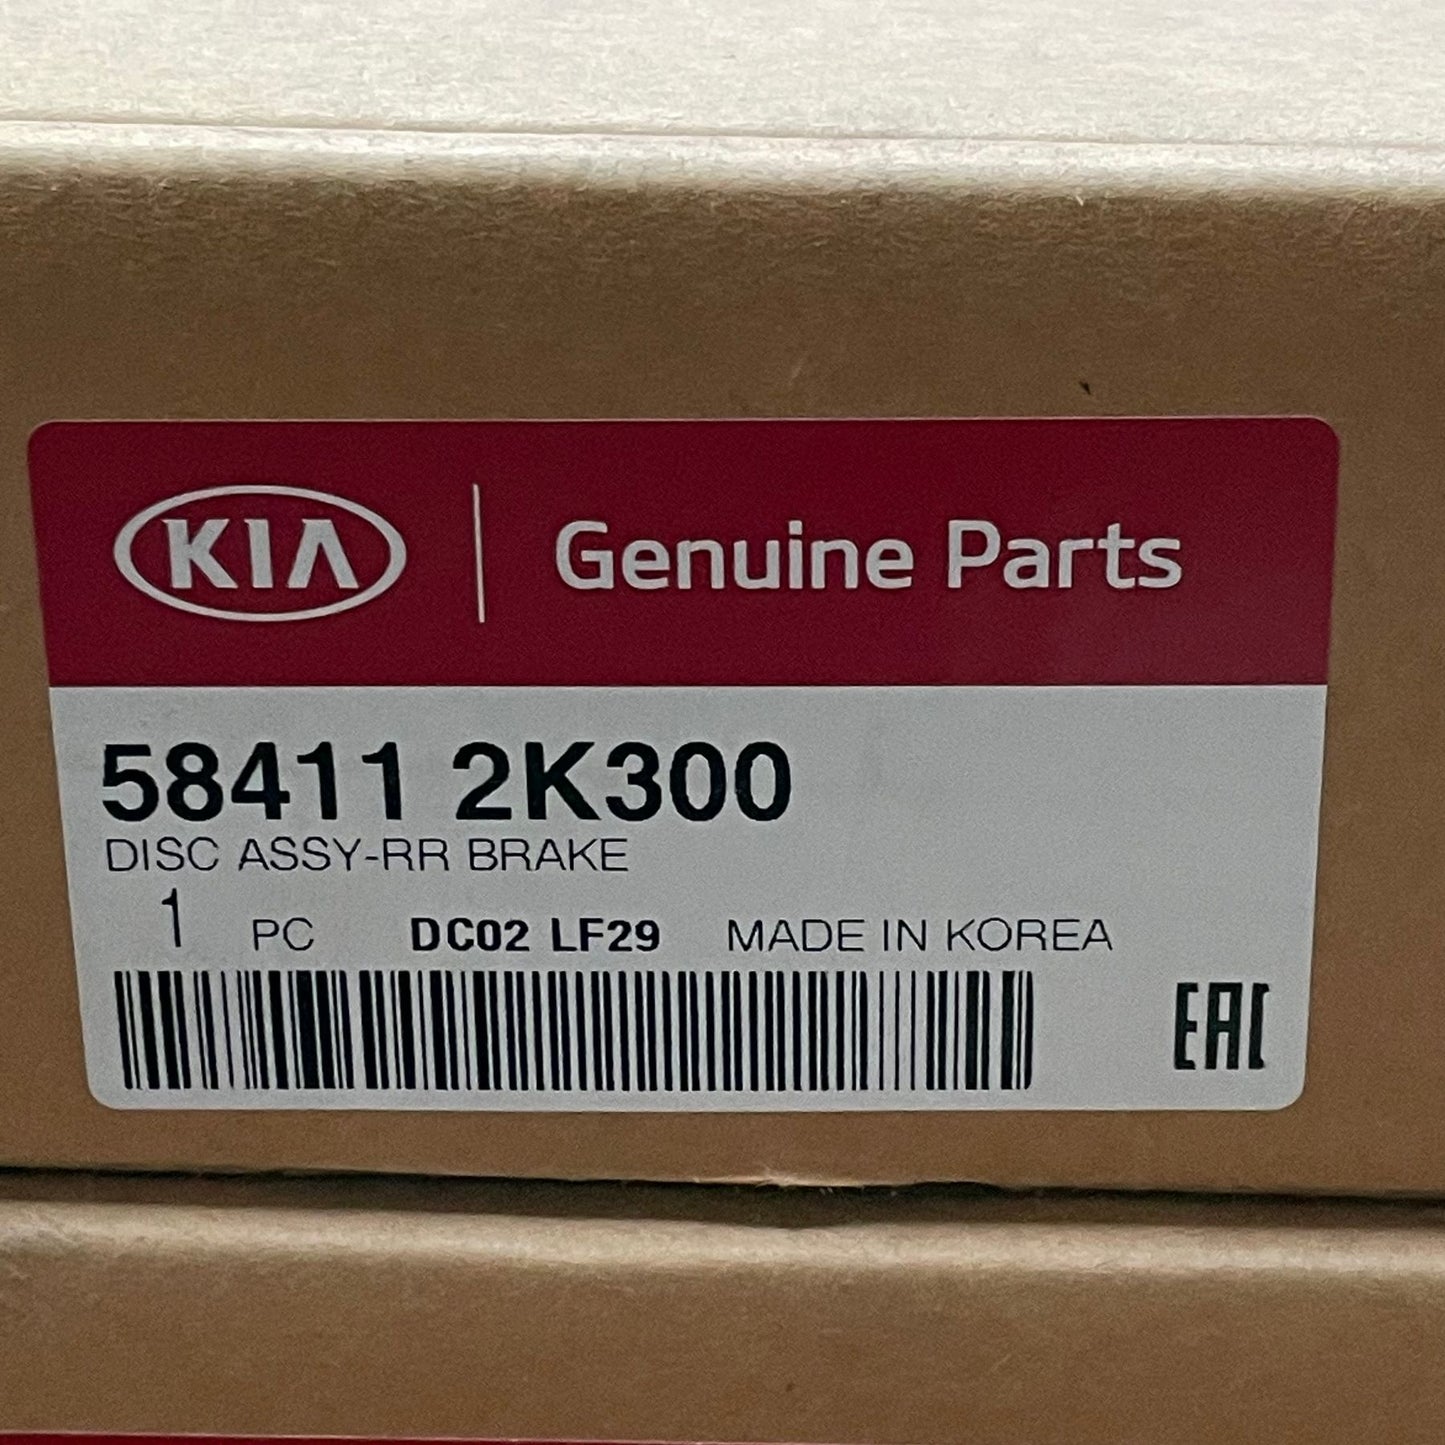 KIA Genuine Parts
58411 2K300
DISC ASSY-RR BRAKE
1 PC DC02 LF29 MADE IN KOREA
EAC